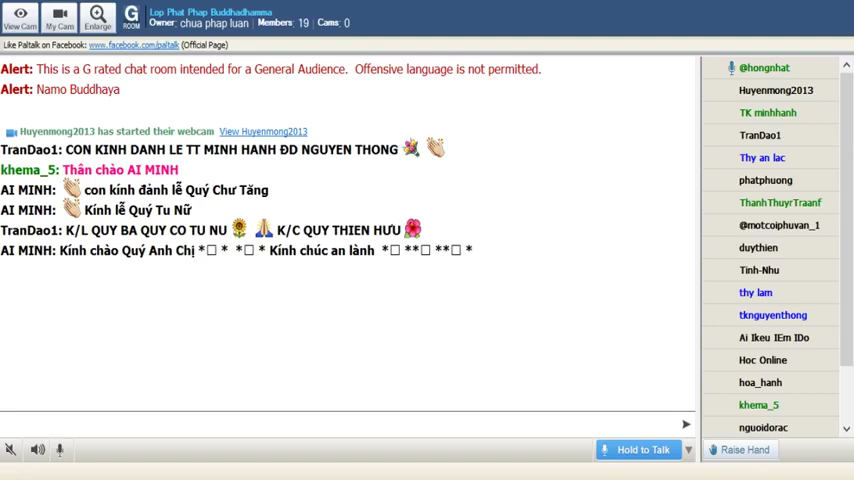 Lop Phat Phap Buddhadhamma
Owner: chua phap luan Members: 19 Cams: 0
View Cam
My Cam
Enlarge
G
ROOM
Like Paltalk on Facebook: www.facebook.com/paltalk (Official Page)
Alert: This is a G rated chat room intended for a General Audience. Offensive language is not permitted.
Alert: Namo Buddhaya
Huyenmong2013 has started their webcam View Huyenmong2013
TranDao1: CON KINH DANH LE TT MINH HANH ĐD NGUYEN THONG
khema_5: Thân chào AI MINH
AI MINH: con kính đảnh lễ Quý Chư Tăng
AI MINH: Kính lễ Quý Tu Nữ
TranDao1: K/L QUY BA QUY CO TU NU K/C QUY THIEN HƯU
AI MINH: Kính chào Quý Anh Chị *□ * *□ * Kính chúc an lành *□ **□ **□ *
@hongnhat
Huyenmong2013
TK minhhanh
TranDao1
Thy an lac
phatphuong
ThanhThuyrTraanf
@motcoiphuvan_1
duythien
Tinh-Nhu
thy lam
tknguyenthong
Ai Ikeu IEm IDo
Hoc Online
hoa_hanh
khema_5
nguoidorac
Hold to Talk
Raise Hand